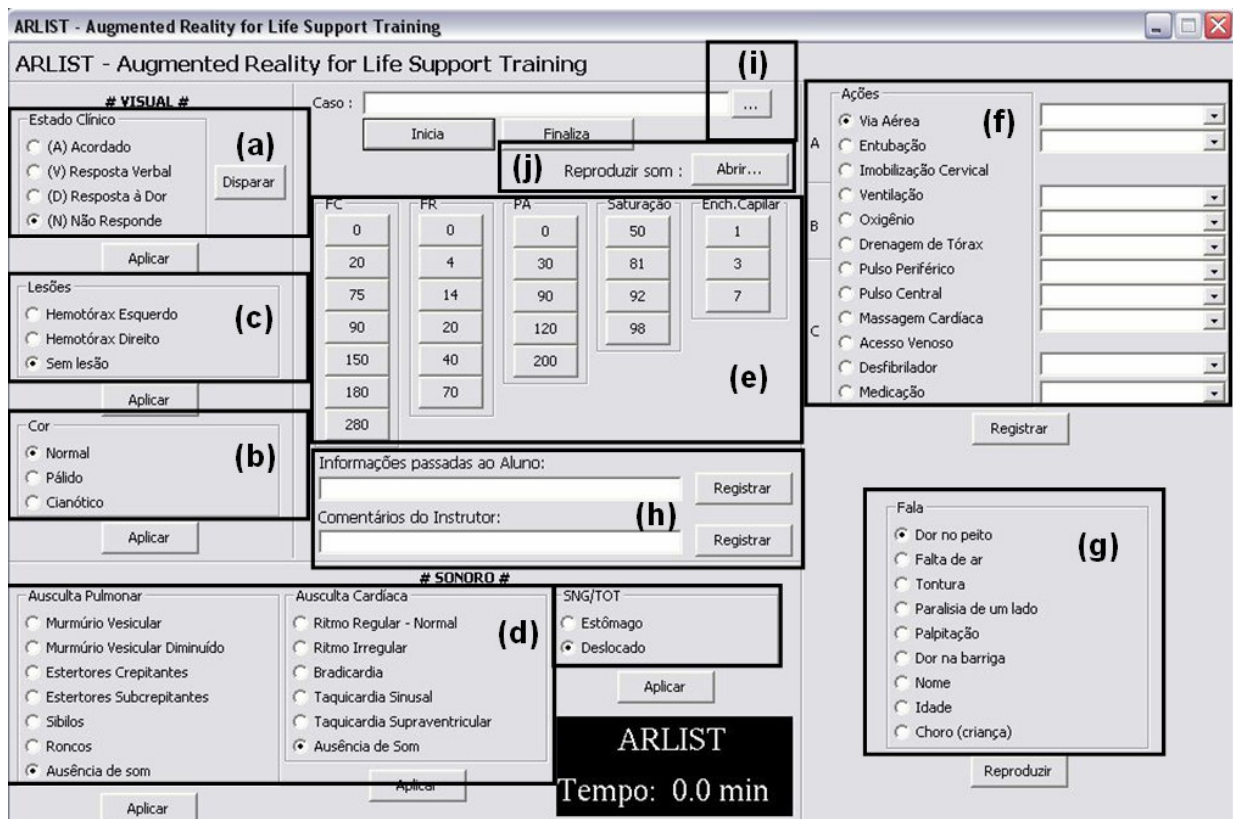 ARLIST - Augmented Reality for Life Support Training
ARLIST - Augmented Reality for Life Support Training
# VISUAL #
Estado Clínico
(A) Acordado
(V) Resposta Verbal
(D) Resposta à Dor
(N) Não Responde
(a)
Disparar
Aplicar
Lesões
Hemotórax Esquerdo
Hemotórax Direito
Sem lesão
(c)
Aplicar
Cor
Normal
Pálido
Cianótico
(b)
Aplicar
Caso :
...
(i)
Inicia
Finaliza
(j)
Reproduzir som :
Abrir...
FC
0
20
75
90
150
180
280
FR
0
4
14
20
40
70
PA
0
30
90
120
200
Saturação
50
81
92
98
Ench.Capilar
1
3
7
(e)
Informações passadas ao Aluno:
Registrar
Comentários do Instrutor:
Registrar
(h)
Ações
(f)
A
Via Aérea
Entubação
Imobilização Cervical
B
Ventilação
Oxigênio
Drenagem de Tórax
C
Pulso Periférico
Pulso Central
Massagem Cardíaca
Acesso Venoso
Desfibrilador
Medicação
Registrar
Fala
Dor no peito
Falta de ar
Tontura
Paralisia de um lado
Palpitação
Dor na barriga
Nome
Idade
Choro (criança)
(g)
Reproduzir
# SONORO #
Ausculta Pulmonar
Murmúrio Vesicular
Murmúrio Vesicular Diminuído
Estertores Crepitantes
Estertores Subcrepitantes
Sibilos
Roncos
Ausência de som
Aplicar
Ausculta Cardíaca
Ritmo Regular - Normal
Ritmo Irregular
Bradicardia
Taquicardia Sinusal
Taquicardia Supraventricular
Ausência de Som
(d)
Aplicar
SNG/TOT
Estômago
Deslocado
Aplicar
ARLIST
Tempo: 0.0 min